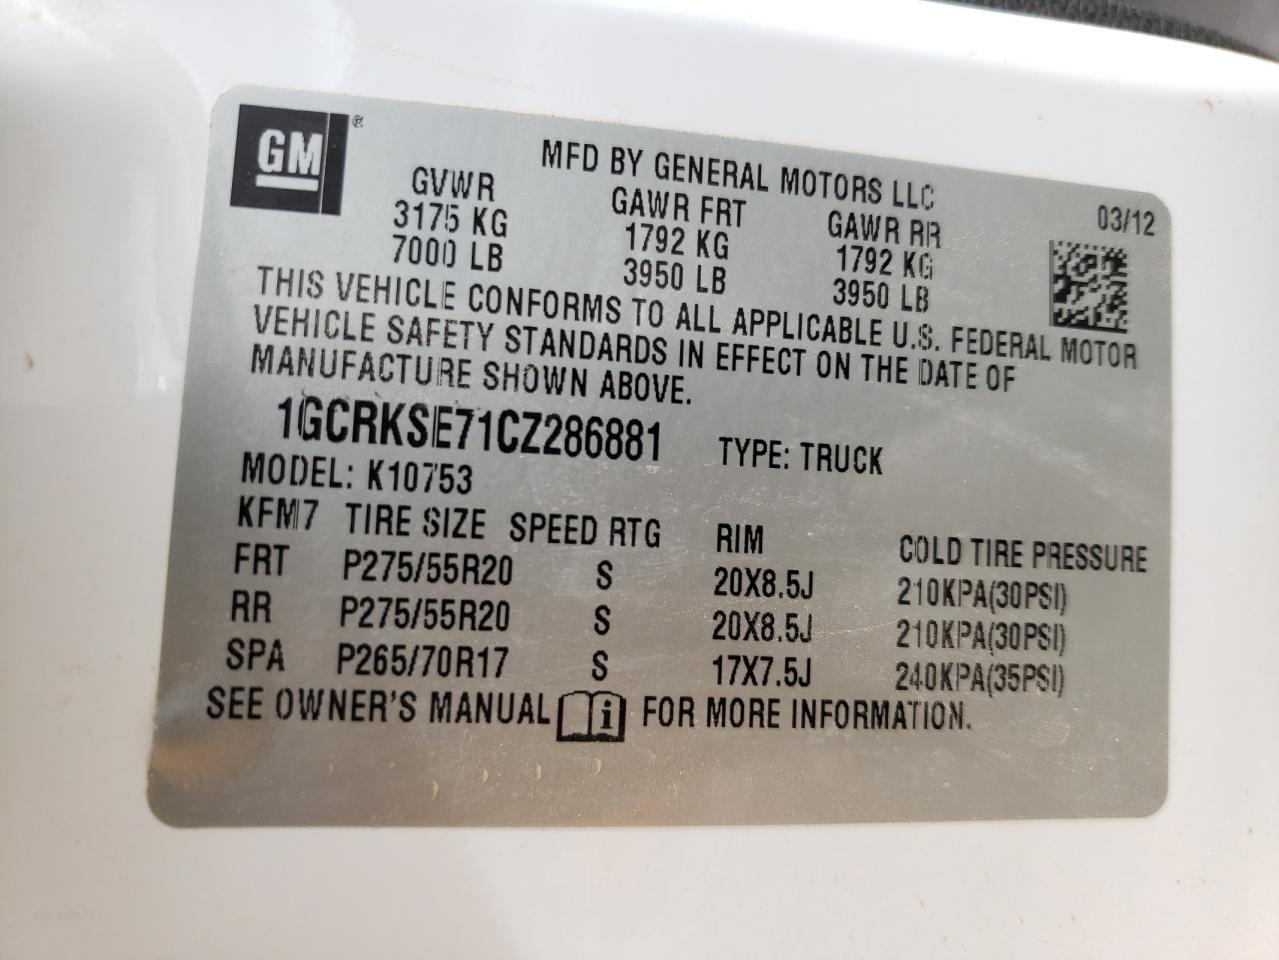 GM®
MFD BY GENERAL MOTORS LLC
GVWR GAWR FRT GAWR RR 03/12
3175 KG 1792 KG 1792 KG
7000 LB 3950 LB 3950 LB
THIS VEHICLE CONFORMS TO ALL APPLICABLE U.S. FEDERAL MOTOR
VEHICLE SAFETY STANDARDS IN EFFECT ON THE DATE OF
MANUFACTURE SHOWN ABOVE.
1GCRKSE71CZ286881 TYPE: TRUCK
MODEL: K10753
KFM7 TIRE SIZE SPEED RTG RIM COLD TIRE PRESSURE
FRT P275/55R20 S 20X8.5J 210KPA(30PSI)
RR P275/55R20 S 20X8.5J 210KPA(30PSI)
SPA P265/70R17 S 17X7.5J 240KPA(35PSI)
SEE OWNER'S MANUAL i FOR MORE INFORMATION.